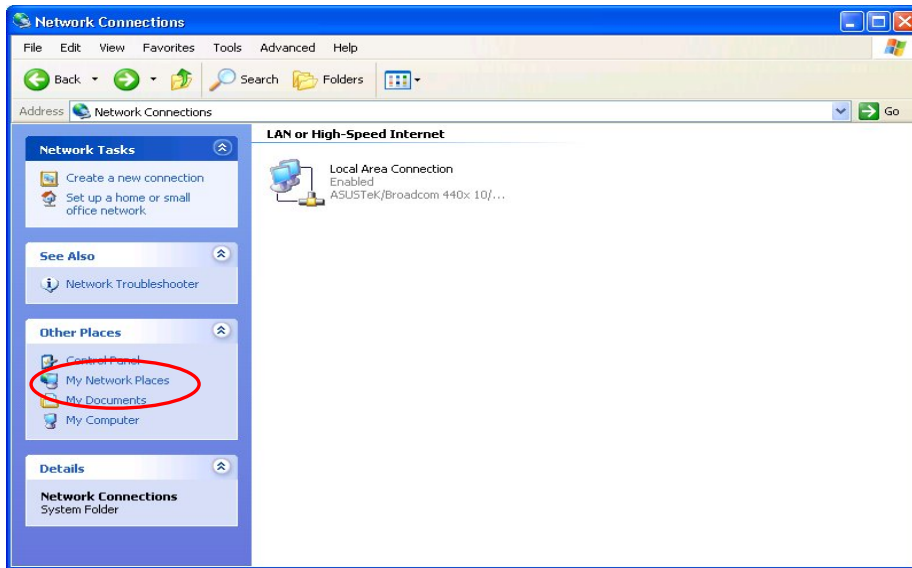 Network Connections
File Edit View Favorites Tools Advanced Help
Back Search Folders
Address Network Connections Go
Network Tasks
Create a new connection
Set up a home or small
office network
See Also
Network Troubleshooter
Other Places
Control Panel
My Network Places
My Documents
My Computer
Details
Network Connections
System Folder
LAN or High-Speed Internet
Local Area Connection
Enabled
ASUSTeK/Broadcom 440x 10/...